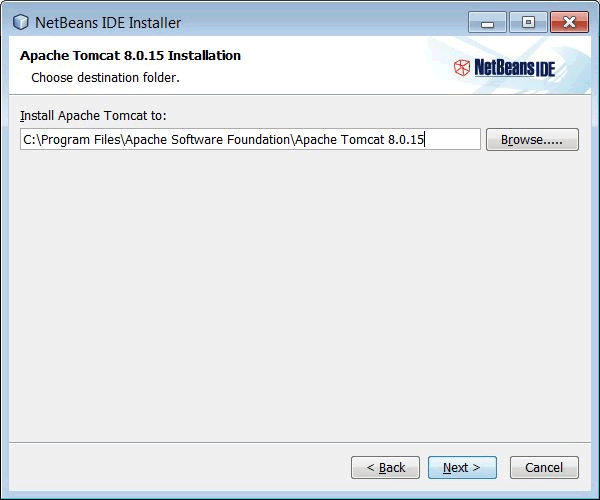 NetBeans IDE Installer
Apache Tomcat 8.0.15 Installation
Choose destination folder.
NetBeans IDE
Install Apache Tomcat to:
C:\Program Files\Apache Software Foundation\Apache Tomcat 8.0.15
Browse.....
< Back
Next >
Cancel